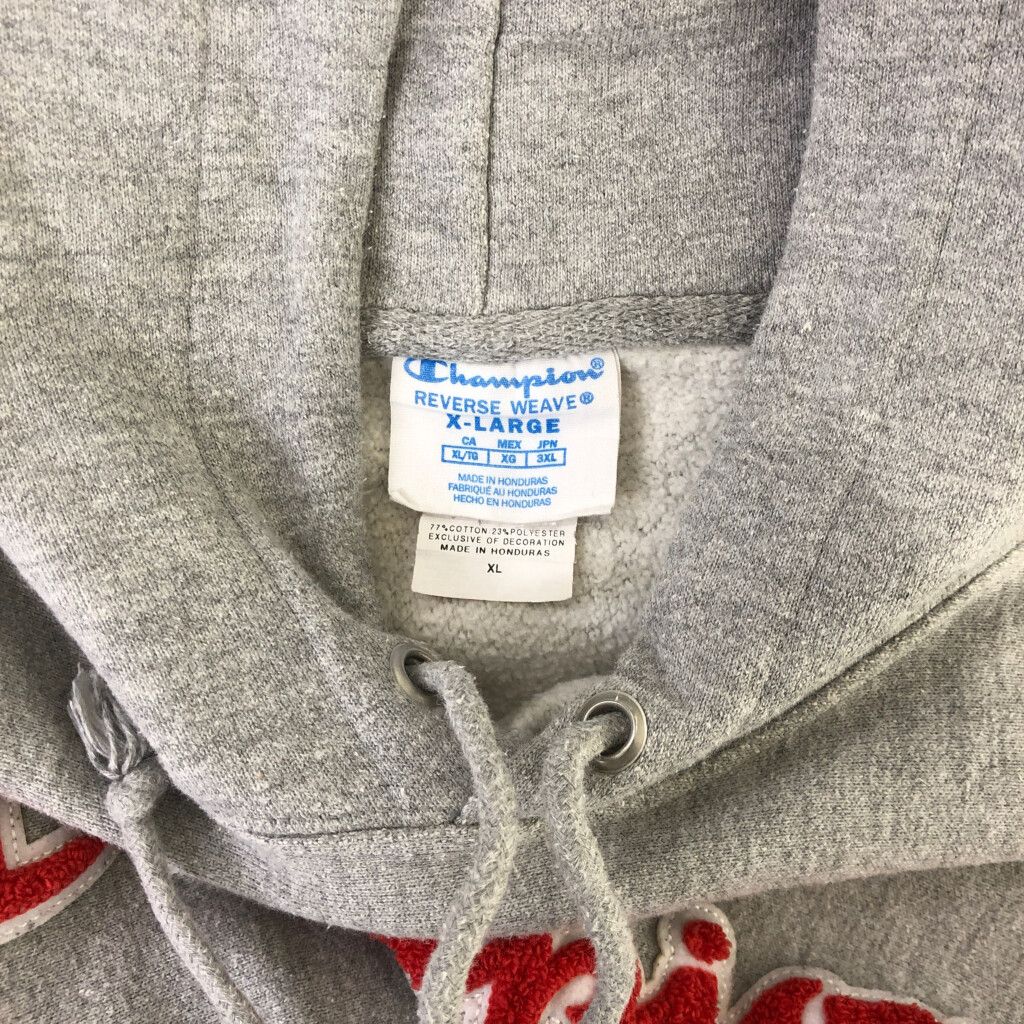 Champion®
REVERSE WEAVE®
X-LARGE
CA MEX JPN
XL/TG XG 3XL
MADE IN HONDURAS
FABRIQUÉ AU HONDURAS
HECHO EN HONDURAS
77%COTTON 23%POLYESTER
EXCLUSIVE OF DECORATION
MADE IN HONDURAS
XL